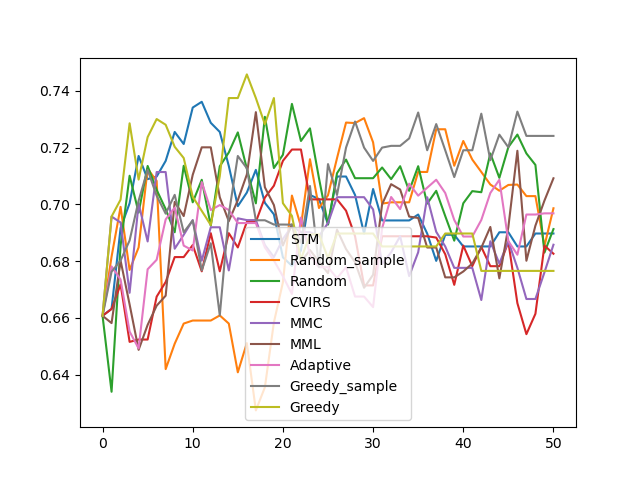 0.74
0.72
0.70
0.68
0.66
0.64
0
10
20
30
40
50
STM
Random_sample
Random
CVIRS
MMC
MML
Adaptive
Greedy_sample
Greedy